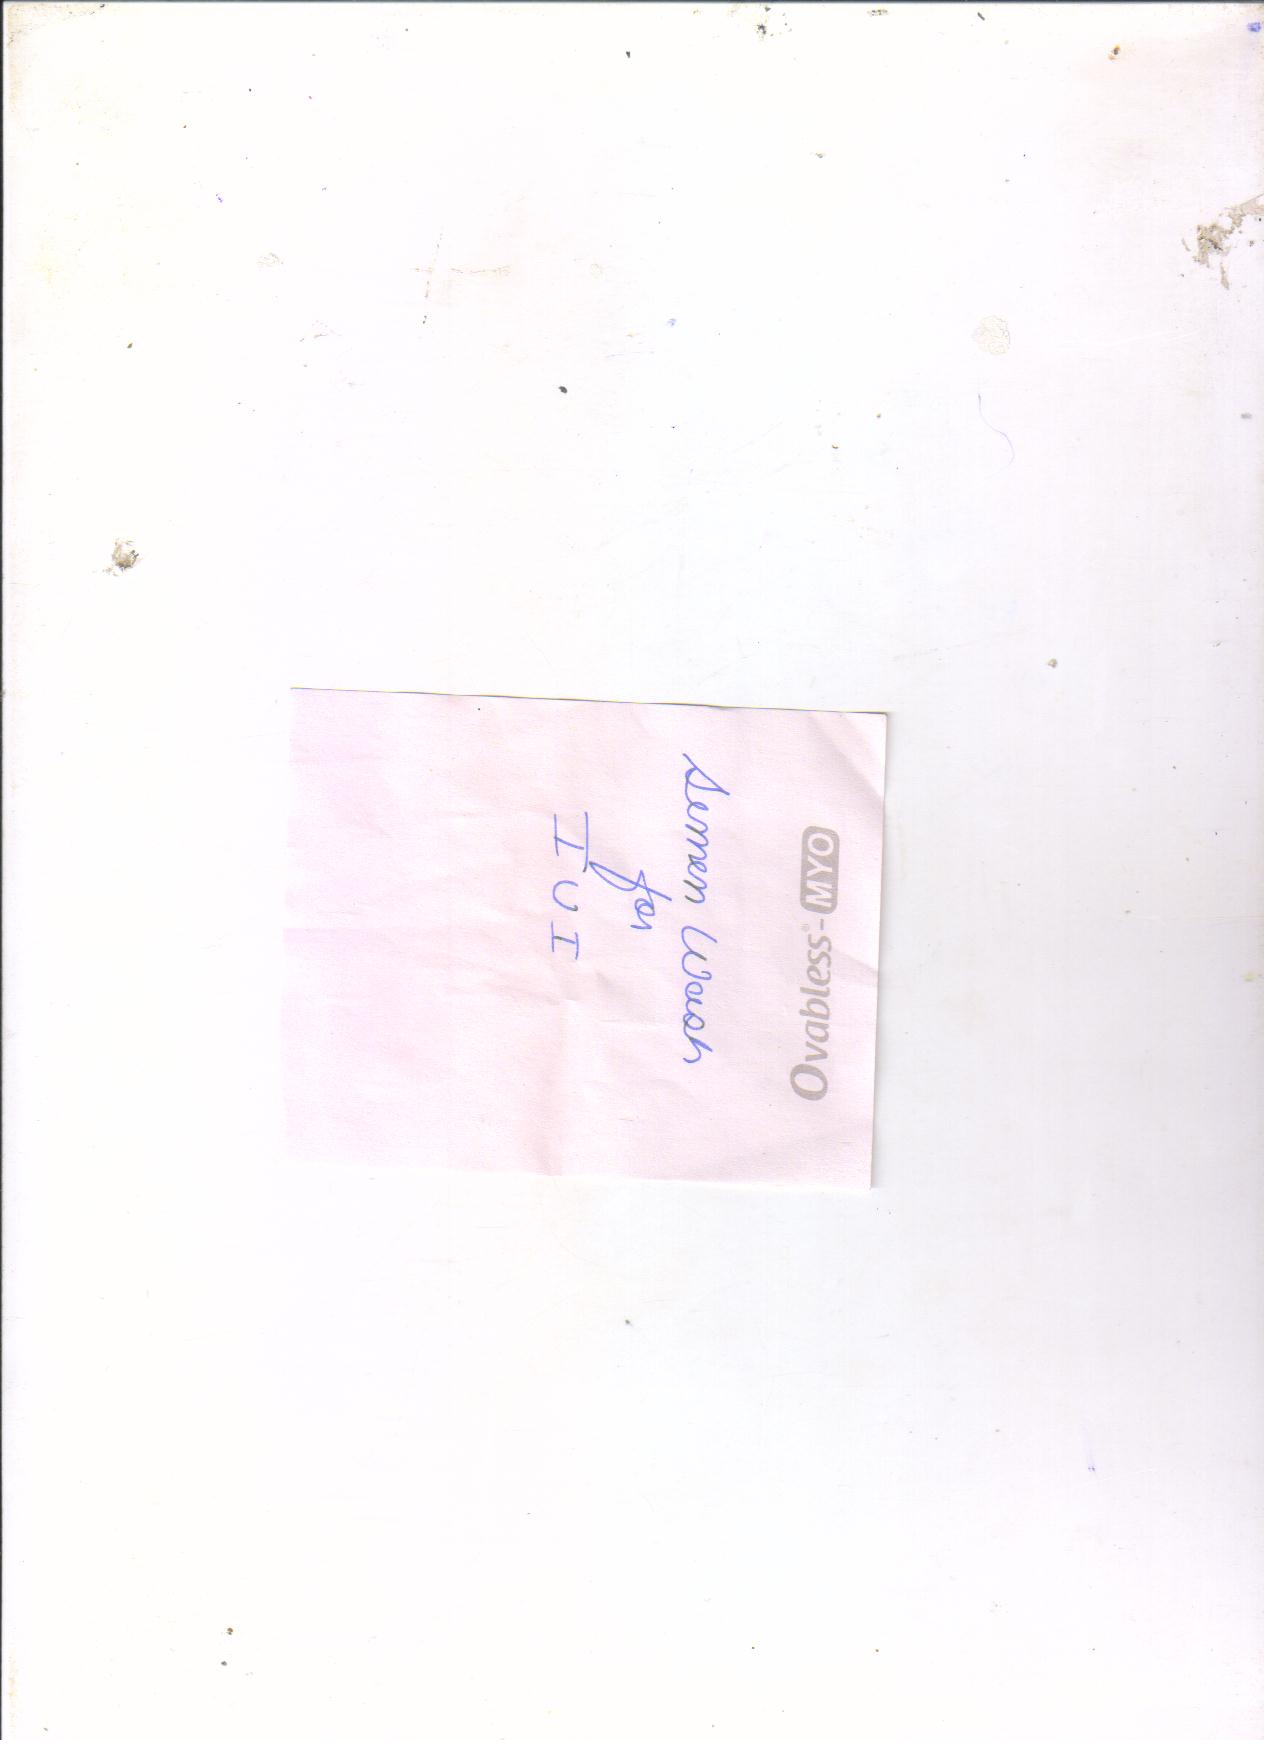 Semen Wash
for
IUI
Ovabless®-MYO